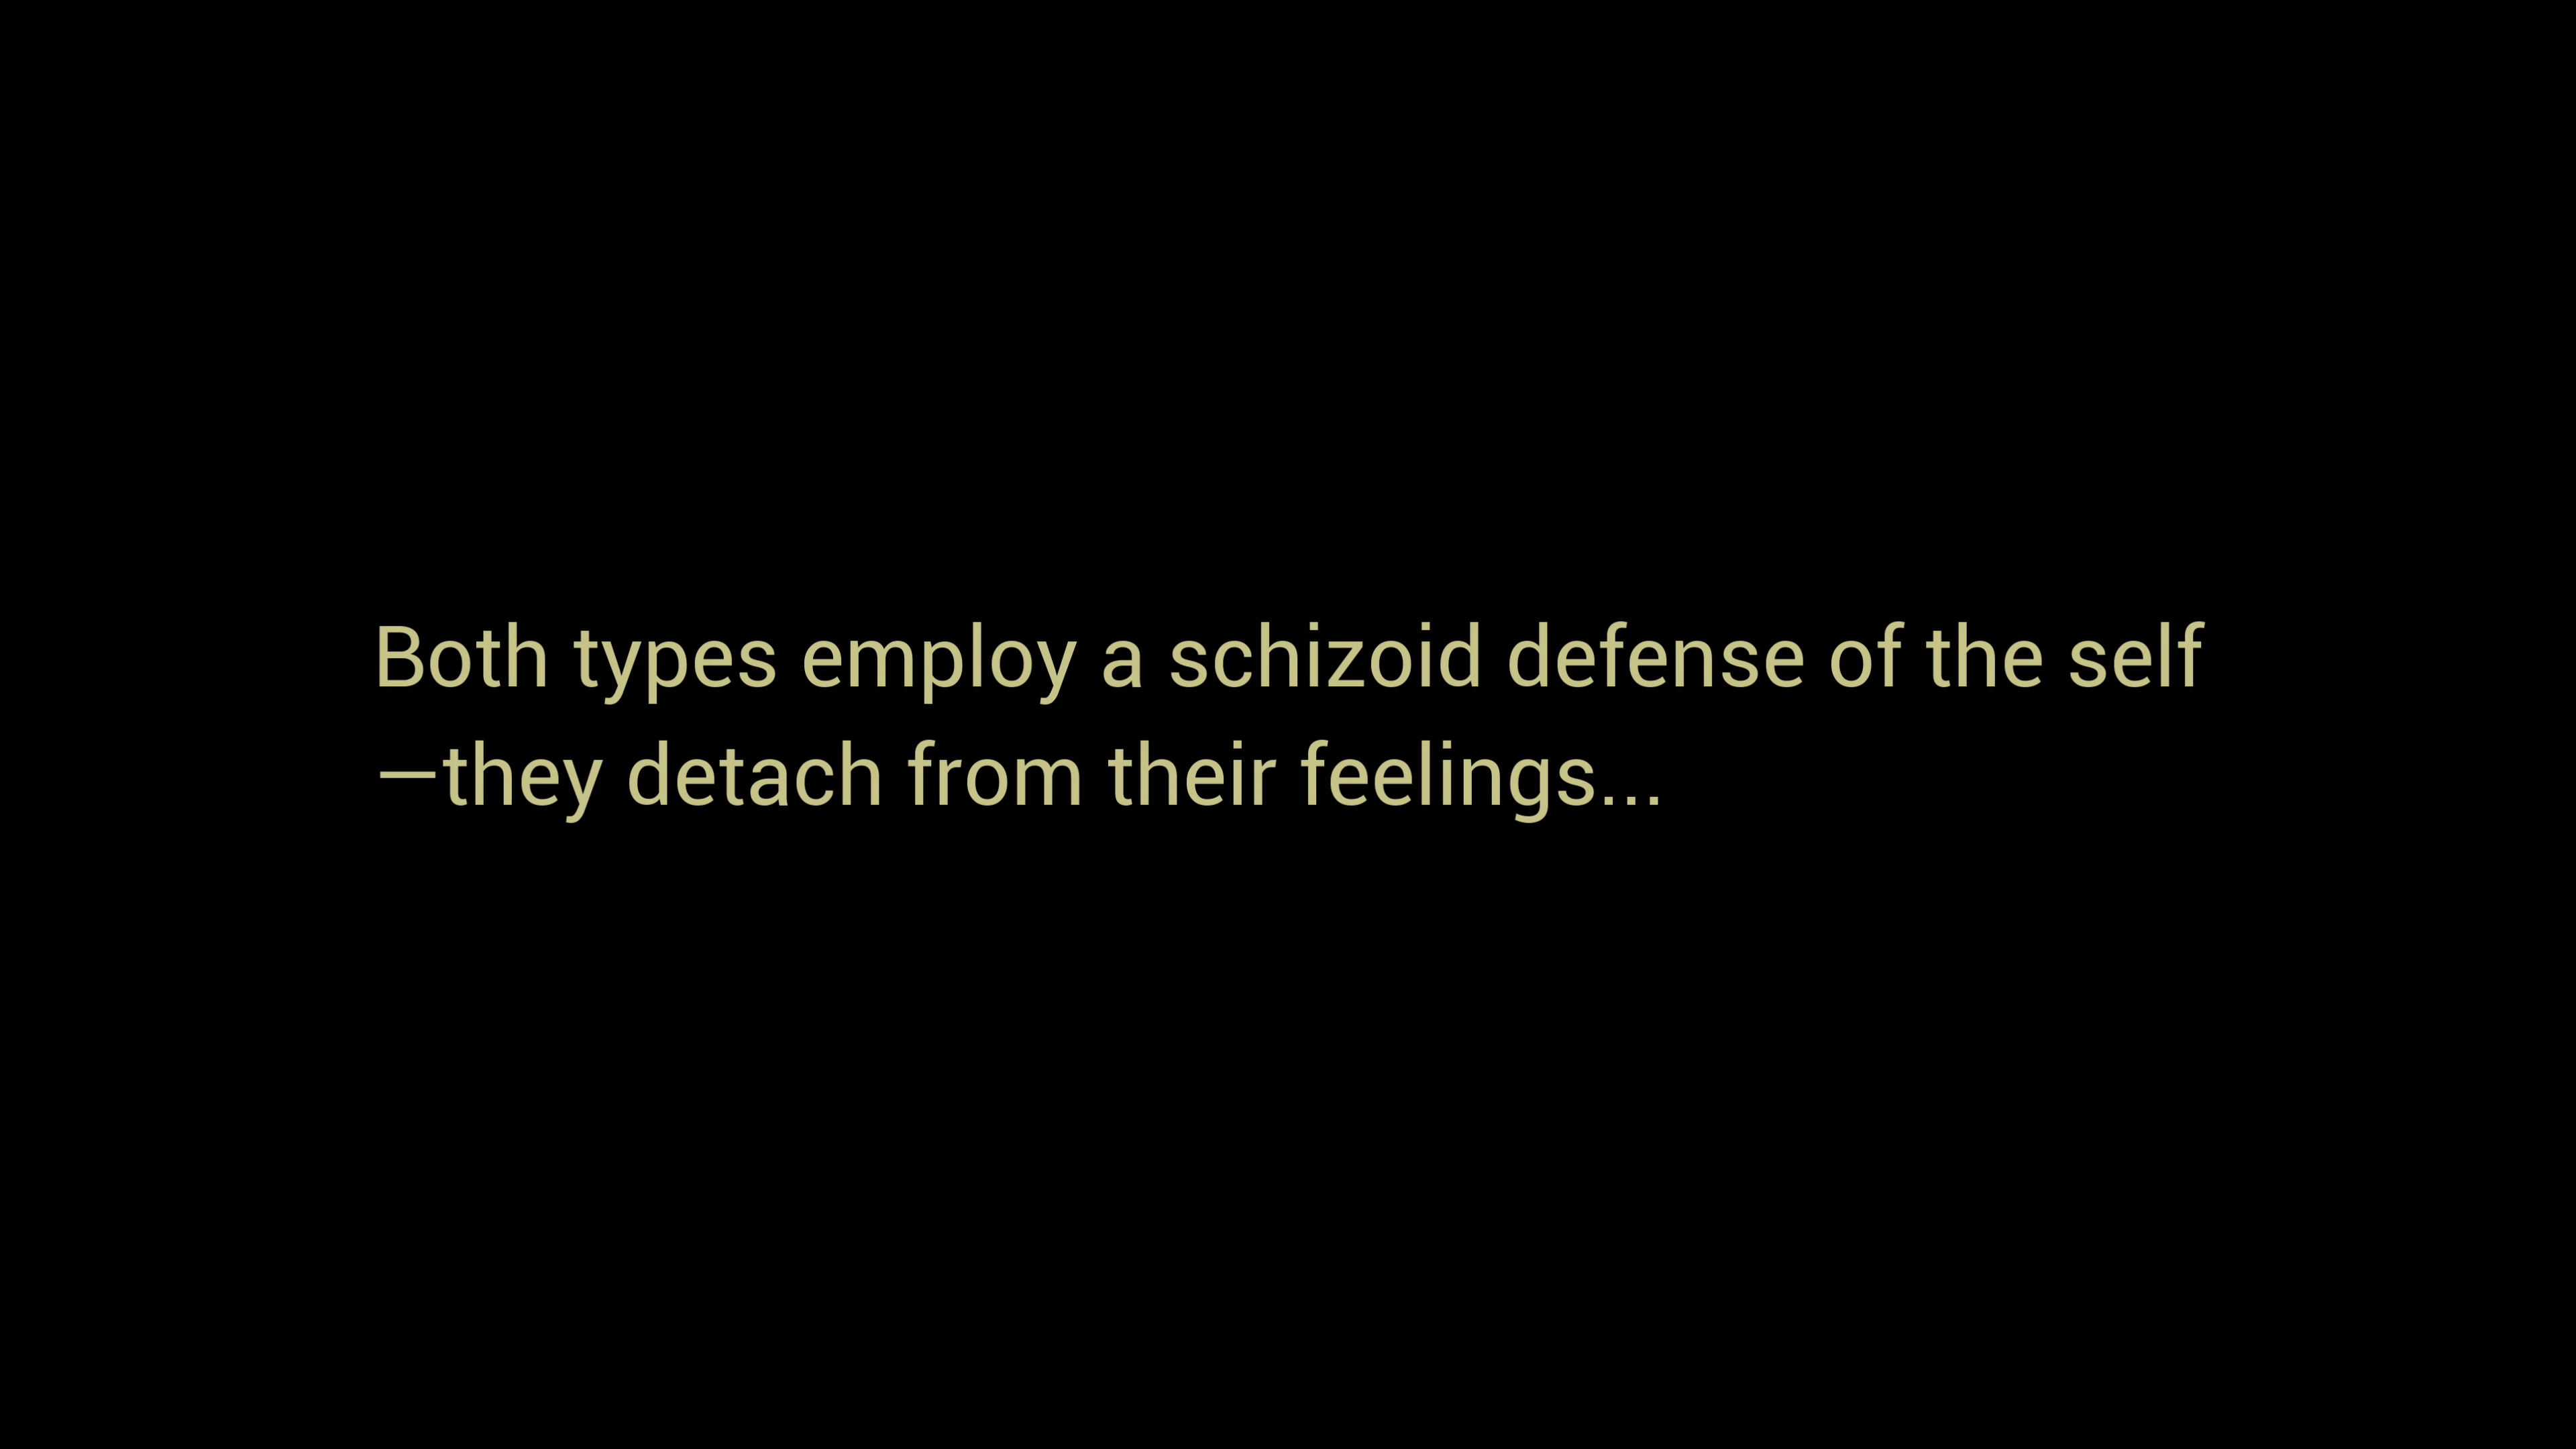 Both types employ a schizoid defense of the self
—they detach from their feelings...